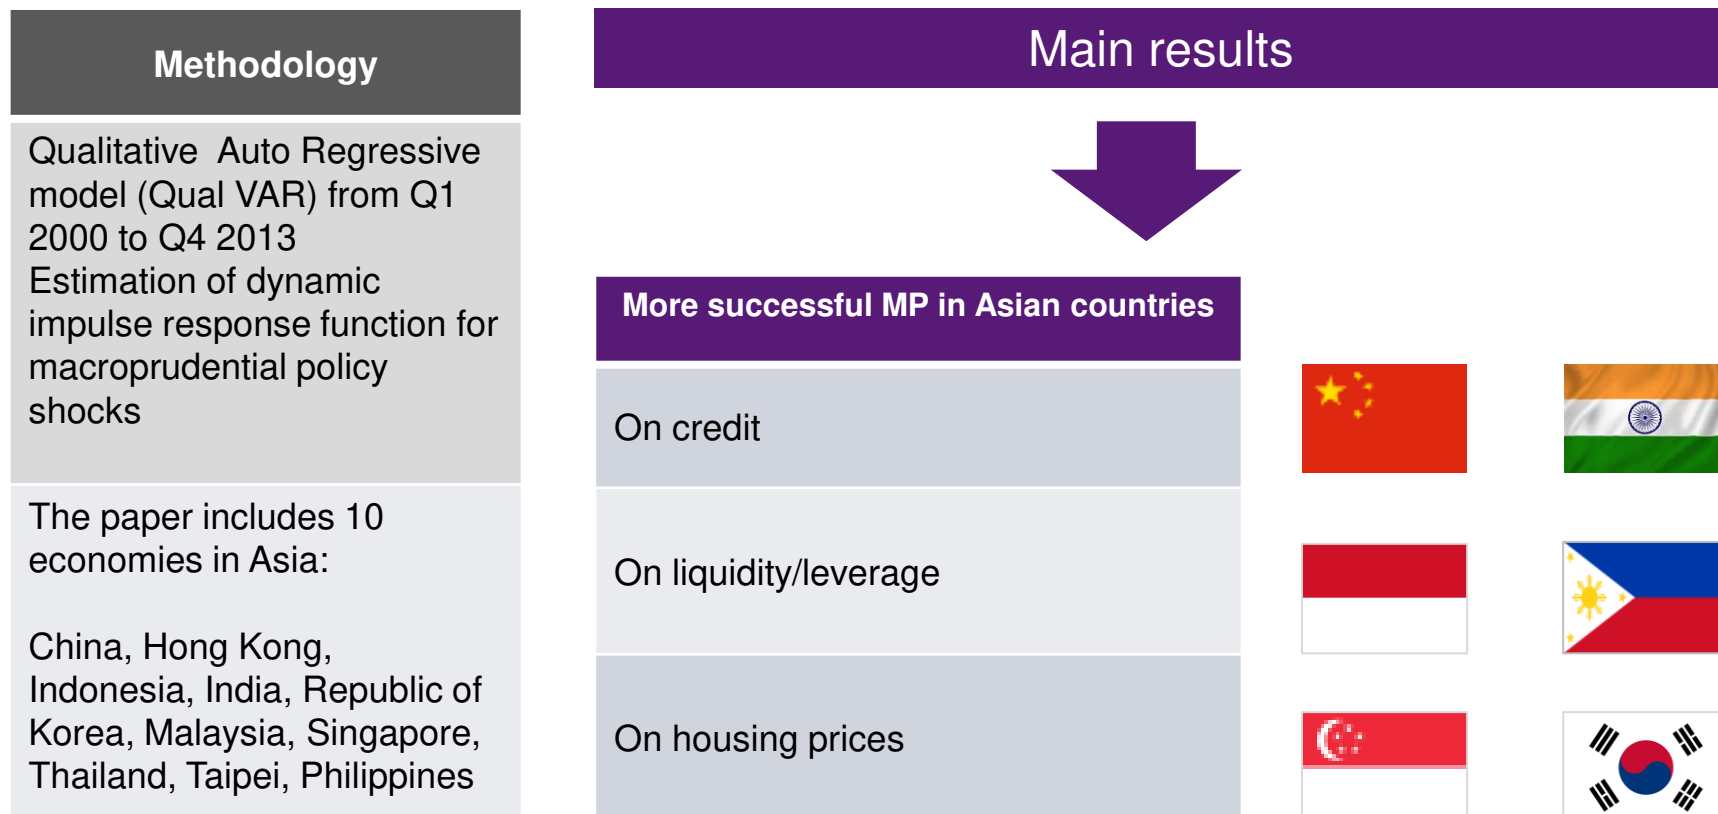 Methodology
Qualitative Auto Regressive
model (Qual VAR) from Q1
2000 to Q4 2013
Estimation of dynamic
impulse response function for
macroprudential policy
shocks
The paper includes 10
economies in Asia:
China, Hong Kong,
Indonesia, India, Republic of
Korea, Malaysia, Singapore,
Thailand, Taipei, Philippines
Main results
More successful MP in Asian countries
On credit
On liquidity/leverage
On housing prices